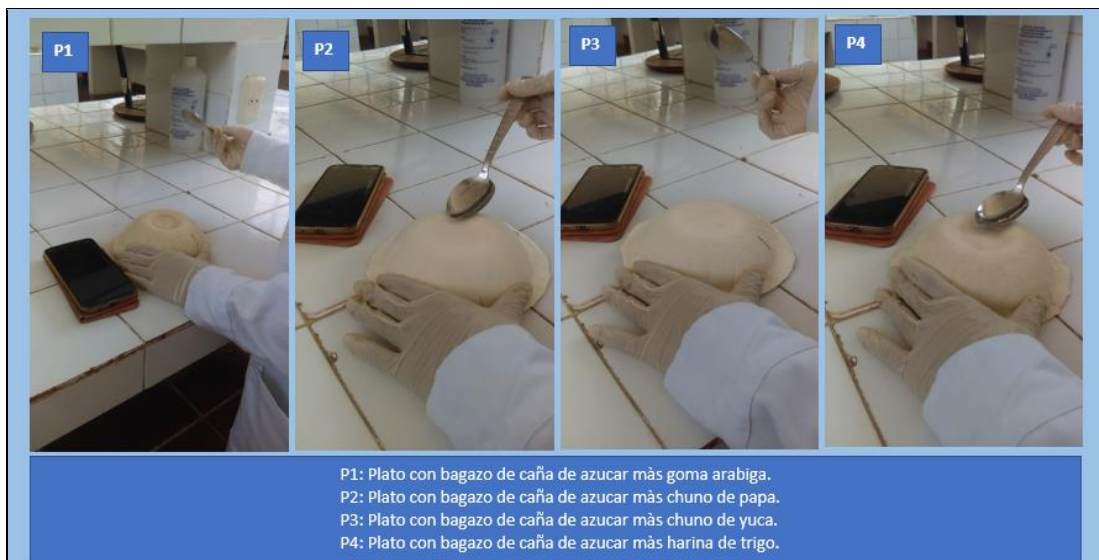 P1
P2
P3
P4
P1: Plato con bagazo de caña de azucar màs goma arabiga.
P2: Plato con bagazo de caña de azucar màs chuno de papa.
P3: Plato con bagazo de caña de azucar màs chuno de yuca.
P4: Plato con bagazo de caña de azucar màs harina de trigo.